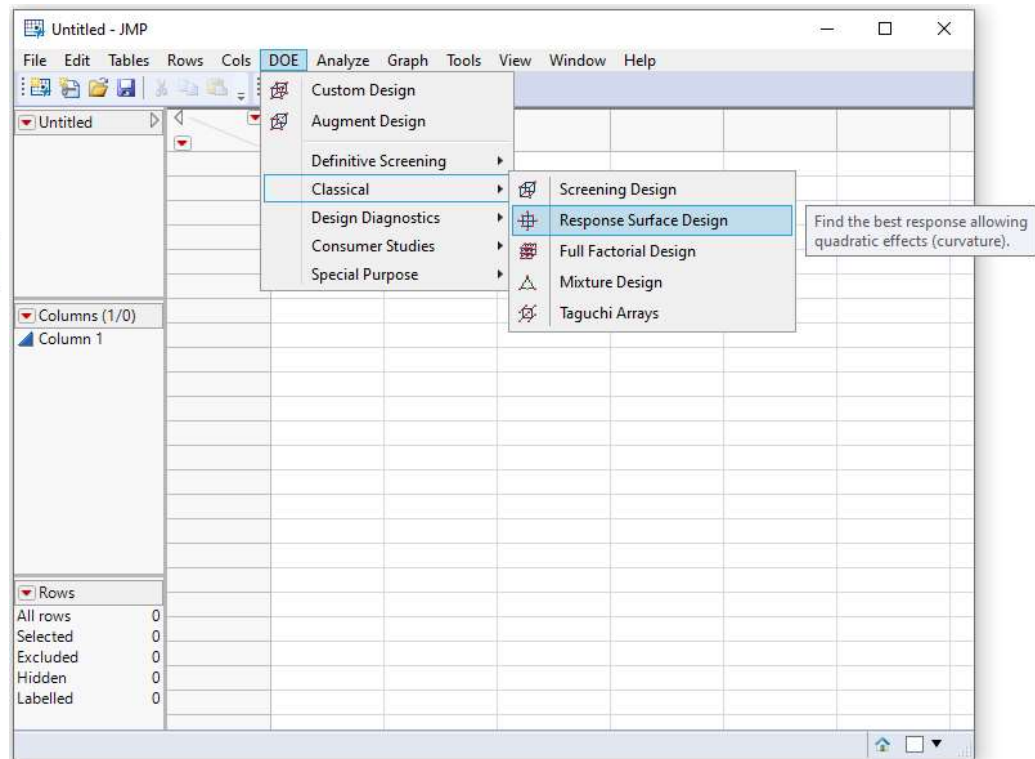 Untitled - JMP
File Edit Tables Rows Cols DOE Analyze Graph Tools View Window Help
Custom Design
Augment Design
Definitive Screening
Classical
Design Diagnostics
Consumer Studies
Special Purpose
Screening Design
Response Surface Design
Full Factorial Design
Mixture Design
Taguchi Arrays
Find the best response allowing
quadratic effects (curvature).
Untitled
Columns (1/0)
Column 1
Rows
All rows 0
Selected 0
Excluded 0
Hidden 0
Labelled 0